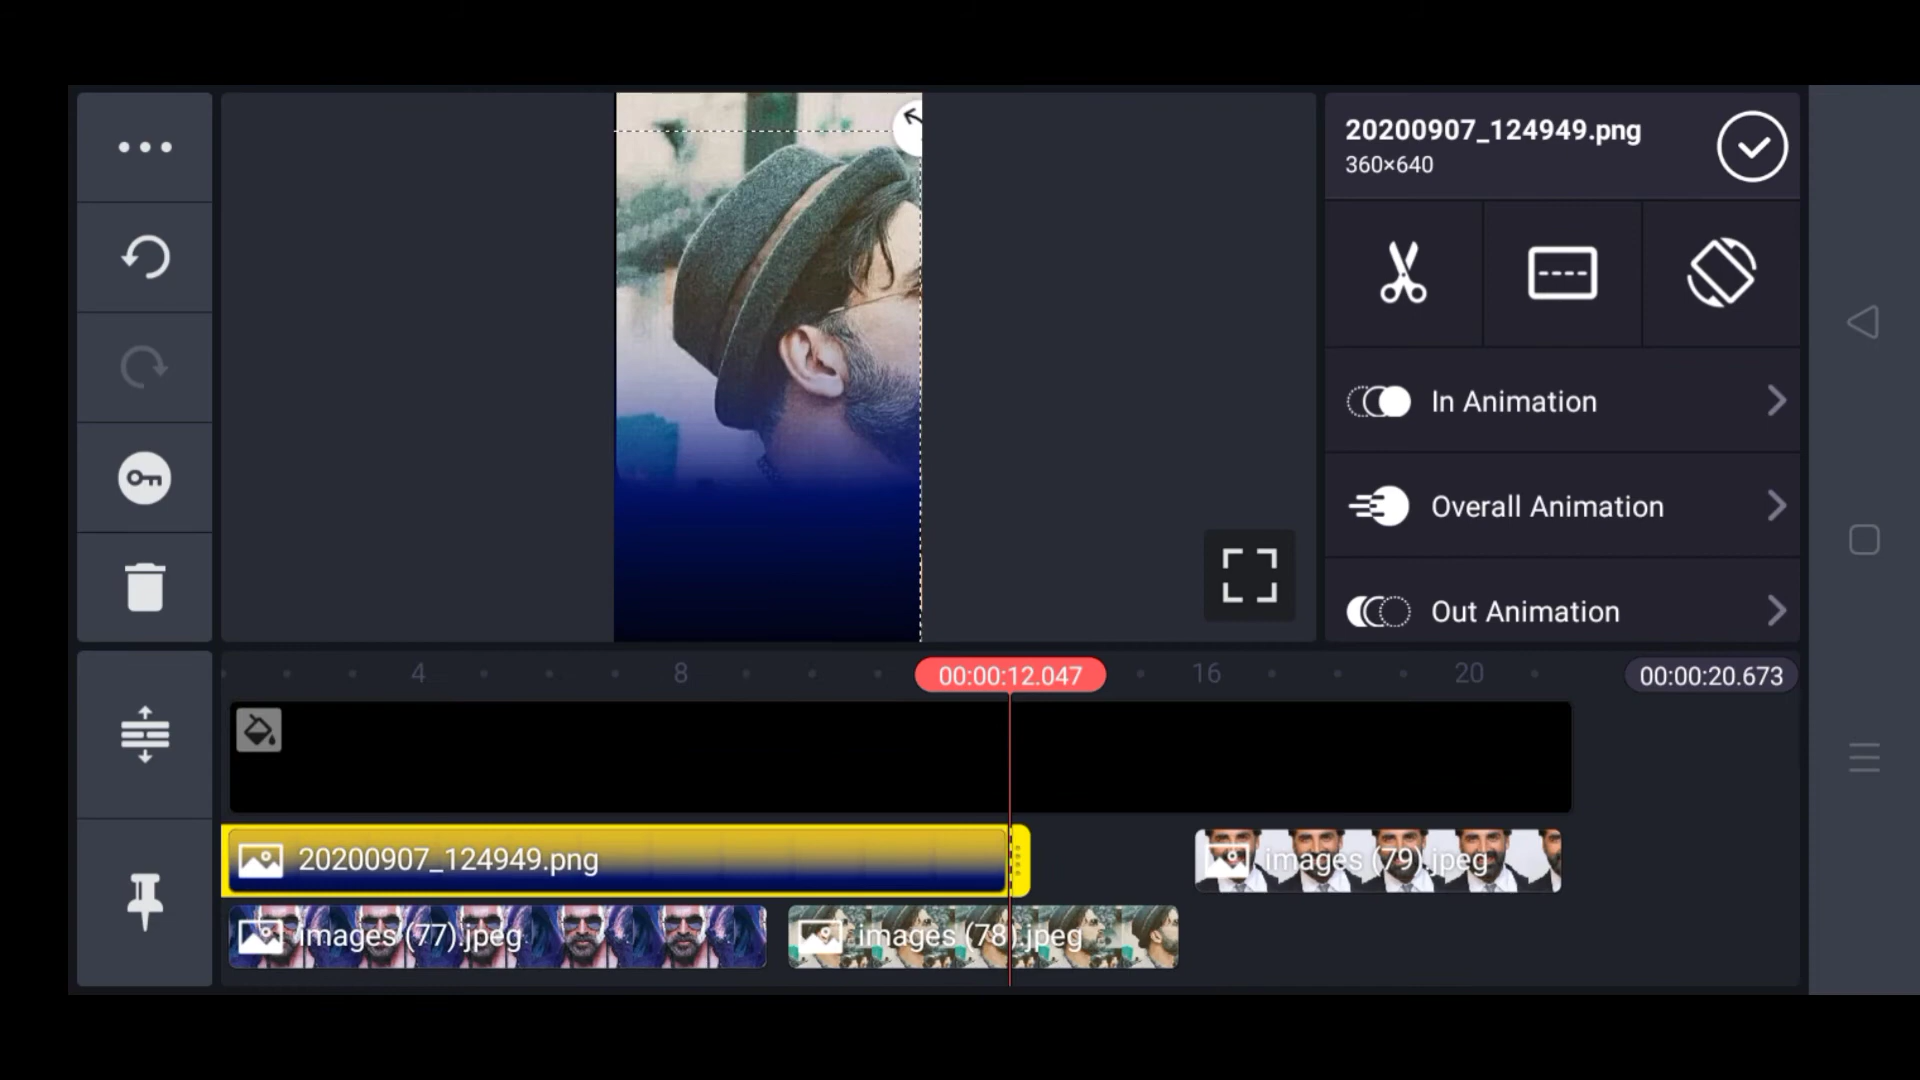 20200907_124949.png
360×640
In Animation
Overall Animation
Out Animation
4
8
00:00:12.047
16
20
00:00:20.673
20200907_124949.png
images (79).jpeg
images (77).jpeg
images (78).jpeg